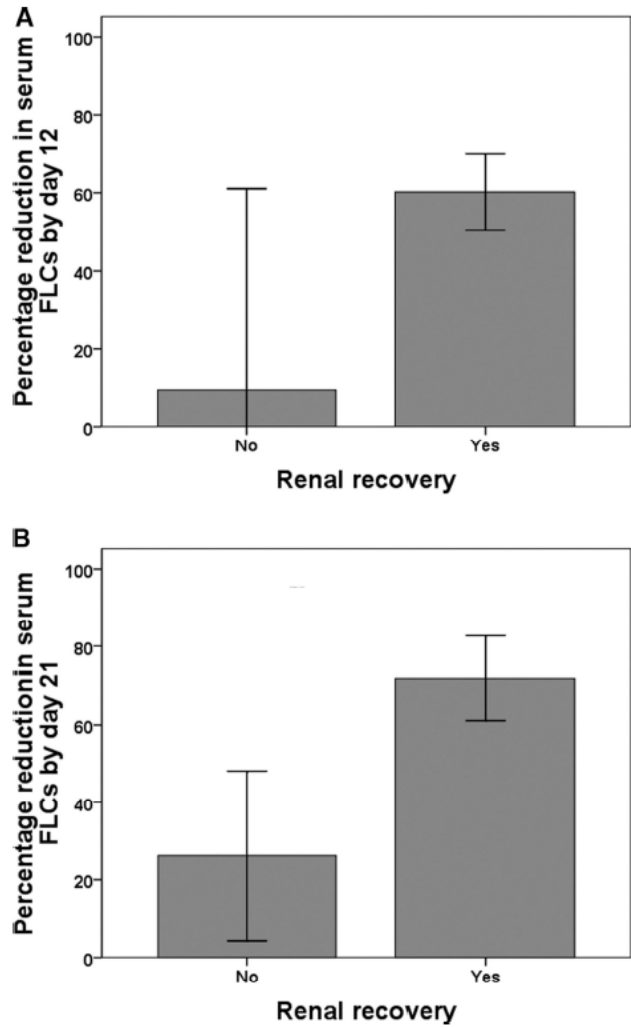 A
Percentage reduction in serum
FLCs by day 12
100
80
60
40
20
0
No
Yes
Renal recovery
B
Percentage reductionin serum
FLCs by day 21
100
80
60
40
20
0
No
Yes
Renal recovery